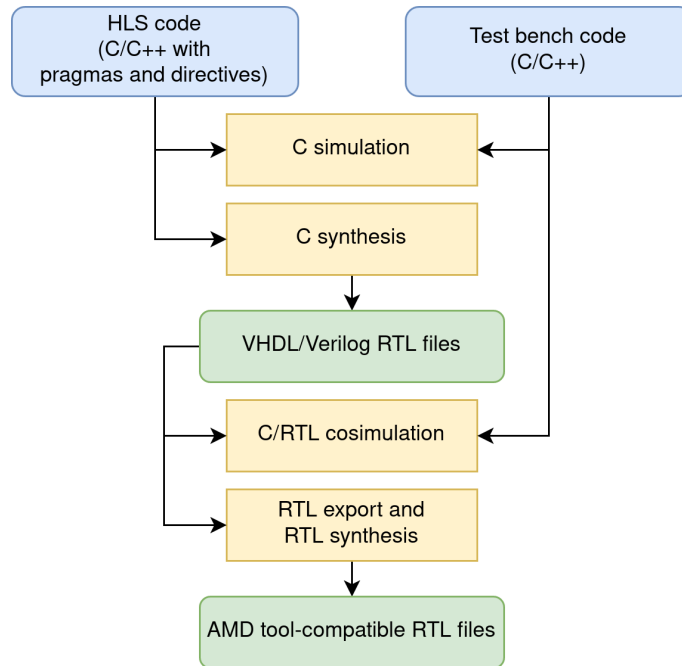 HLS code
(C/C++ with
pragmas and directives)
Test bench code
(C/C++)
C simulation
C synthesis
VHDL/Verilog RTL files
C/RTL cosimulation
RTL export and
RTL synthesis
AMD tool-compatible RTL files